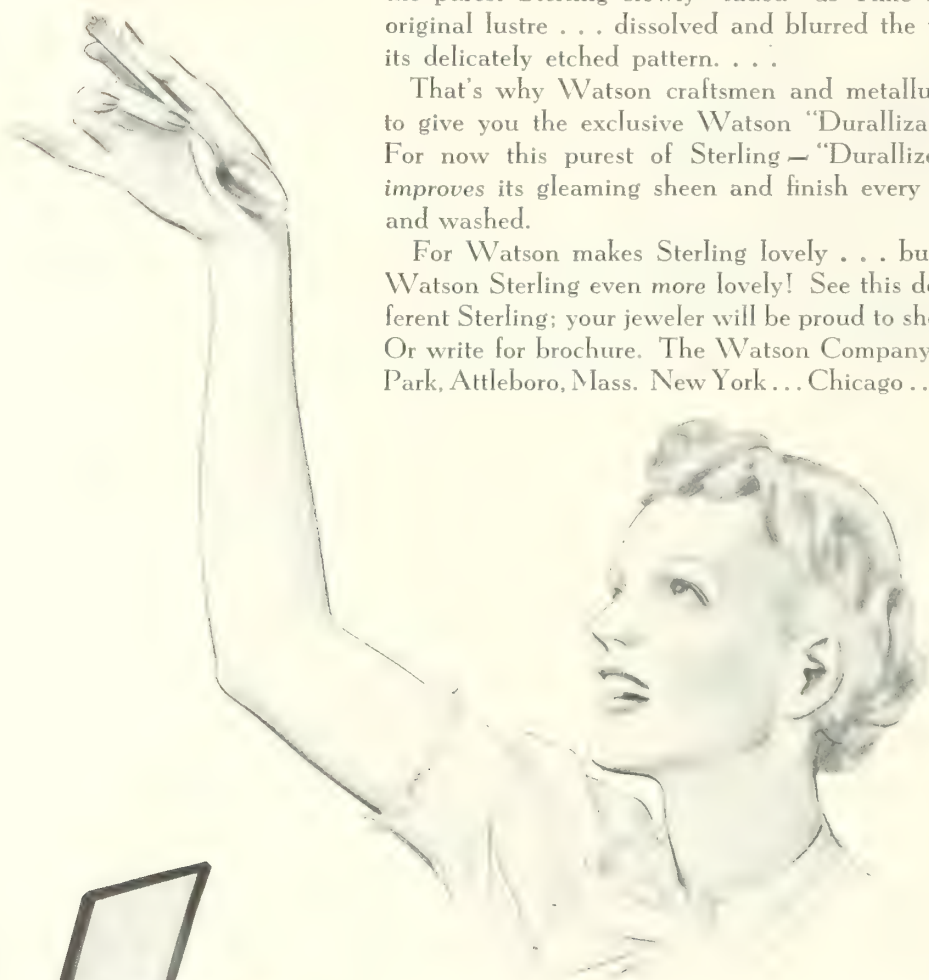 original lustre . . . dissolved and blurred the
its delicately etched pattern. . . .
That's why Watson craftsmen and metallu
to give you the exclusive Watson "Duralliza
For now this purest of Sterling — "Durallize
improves its gleaming sheen and finish every
and washed.
For Watson makes Sterling lovely . . . bu
Watson Sterling even more lovely! See this de
ferent Sterling; your jeweler will be proud to sho
Or write for brochure. The Watson Company
Park, Attleboro, Mass. New York . . . Chicago . .